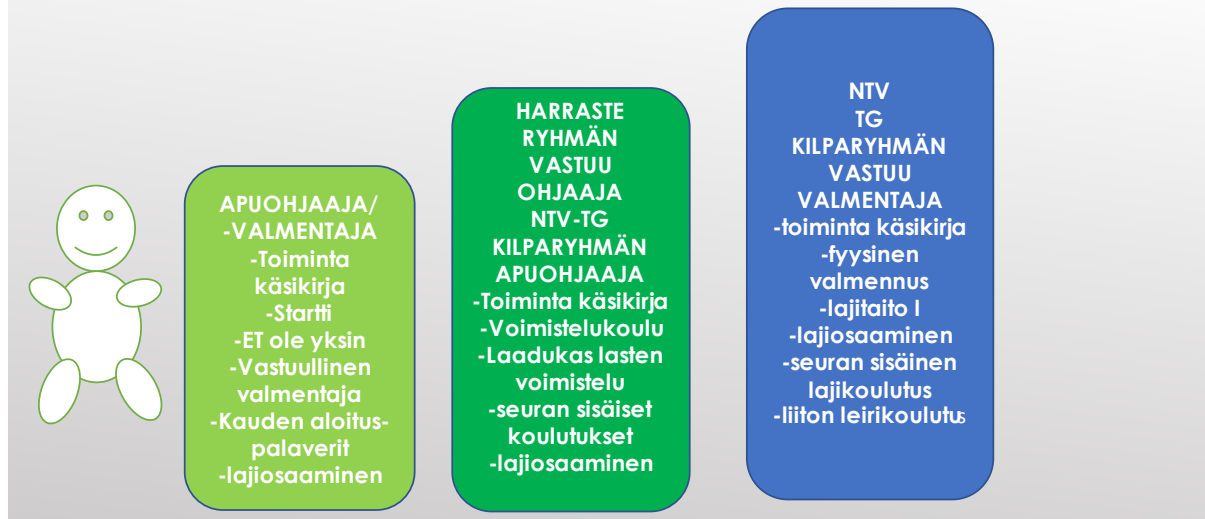 APUOHJAAJA/
-VALMENTAJA
-Toiminta
käsikirja
-Startti
-ET ole yksin
-Vastuullinen
valmentaja
-Kauden aloitus-
palaverit
-lajiosaaminen
HARRASTE
RYHMÄN
VASTUU
OHJAAJA
NTV-TG
KILPARYHMÄN
APUOHJAAJA
-Toiminta käsikirja
-Voimistelukoulu
-Laadukas lasten
voimistelu
-seuran sisäiset
koulutukset
-lajiosaaminen
NTV
TG
KILPARYHMÄN
VASTUU
VALMENTAJA
-toiminta käsikirja
-fyysinen
valmennus
-lajitaito I
-lajiosaaminen
-seuran sisäinen
lajikoulutus
-liiton leirikoulutus